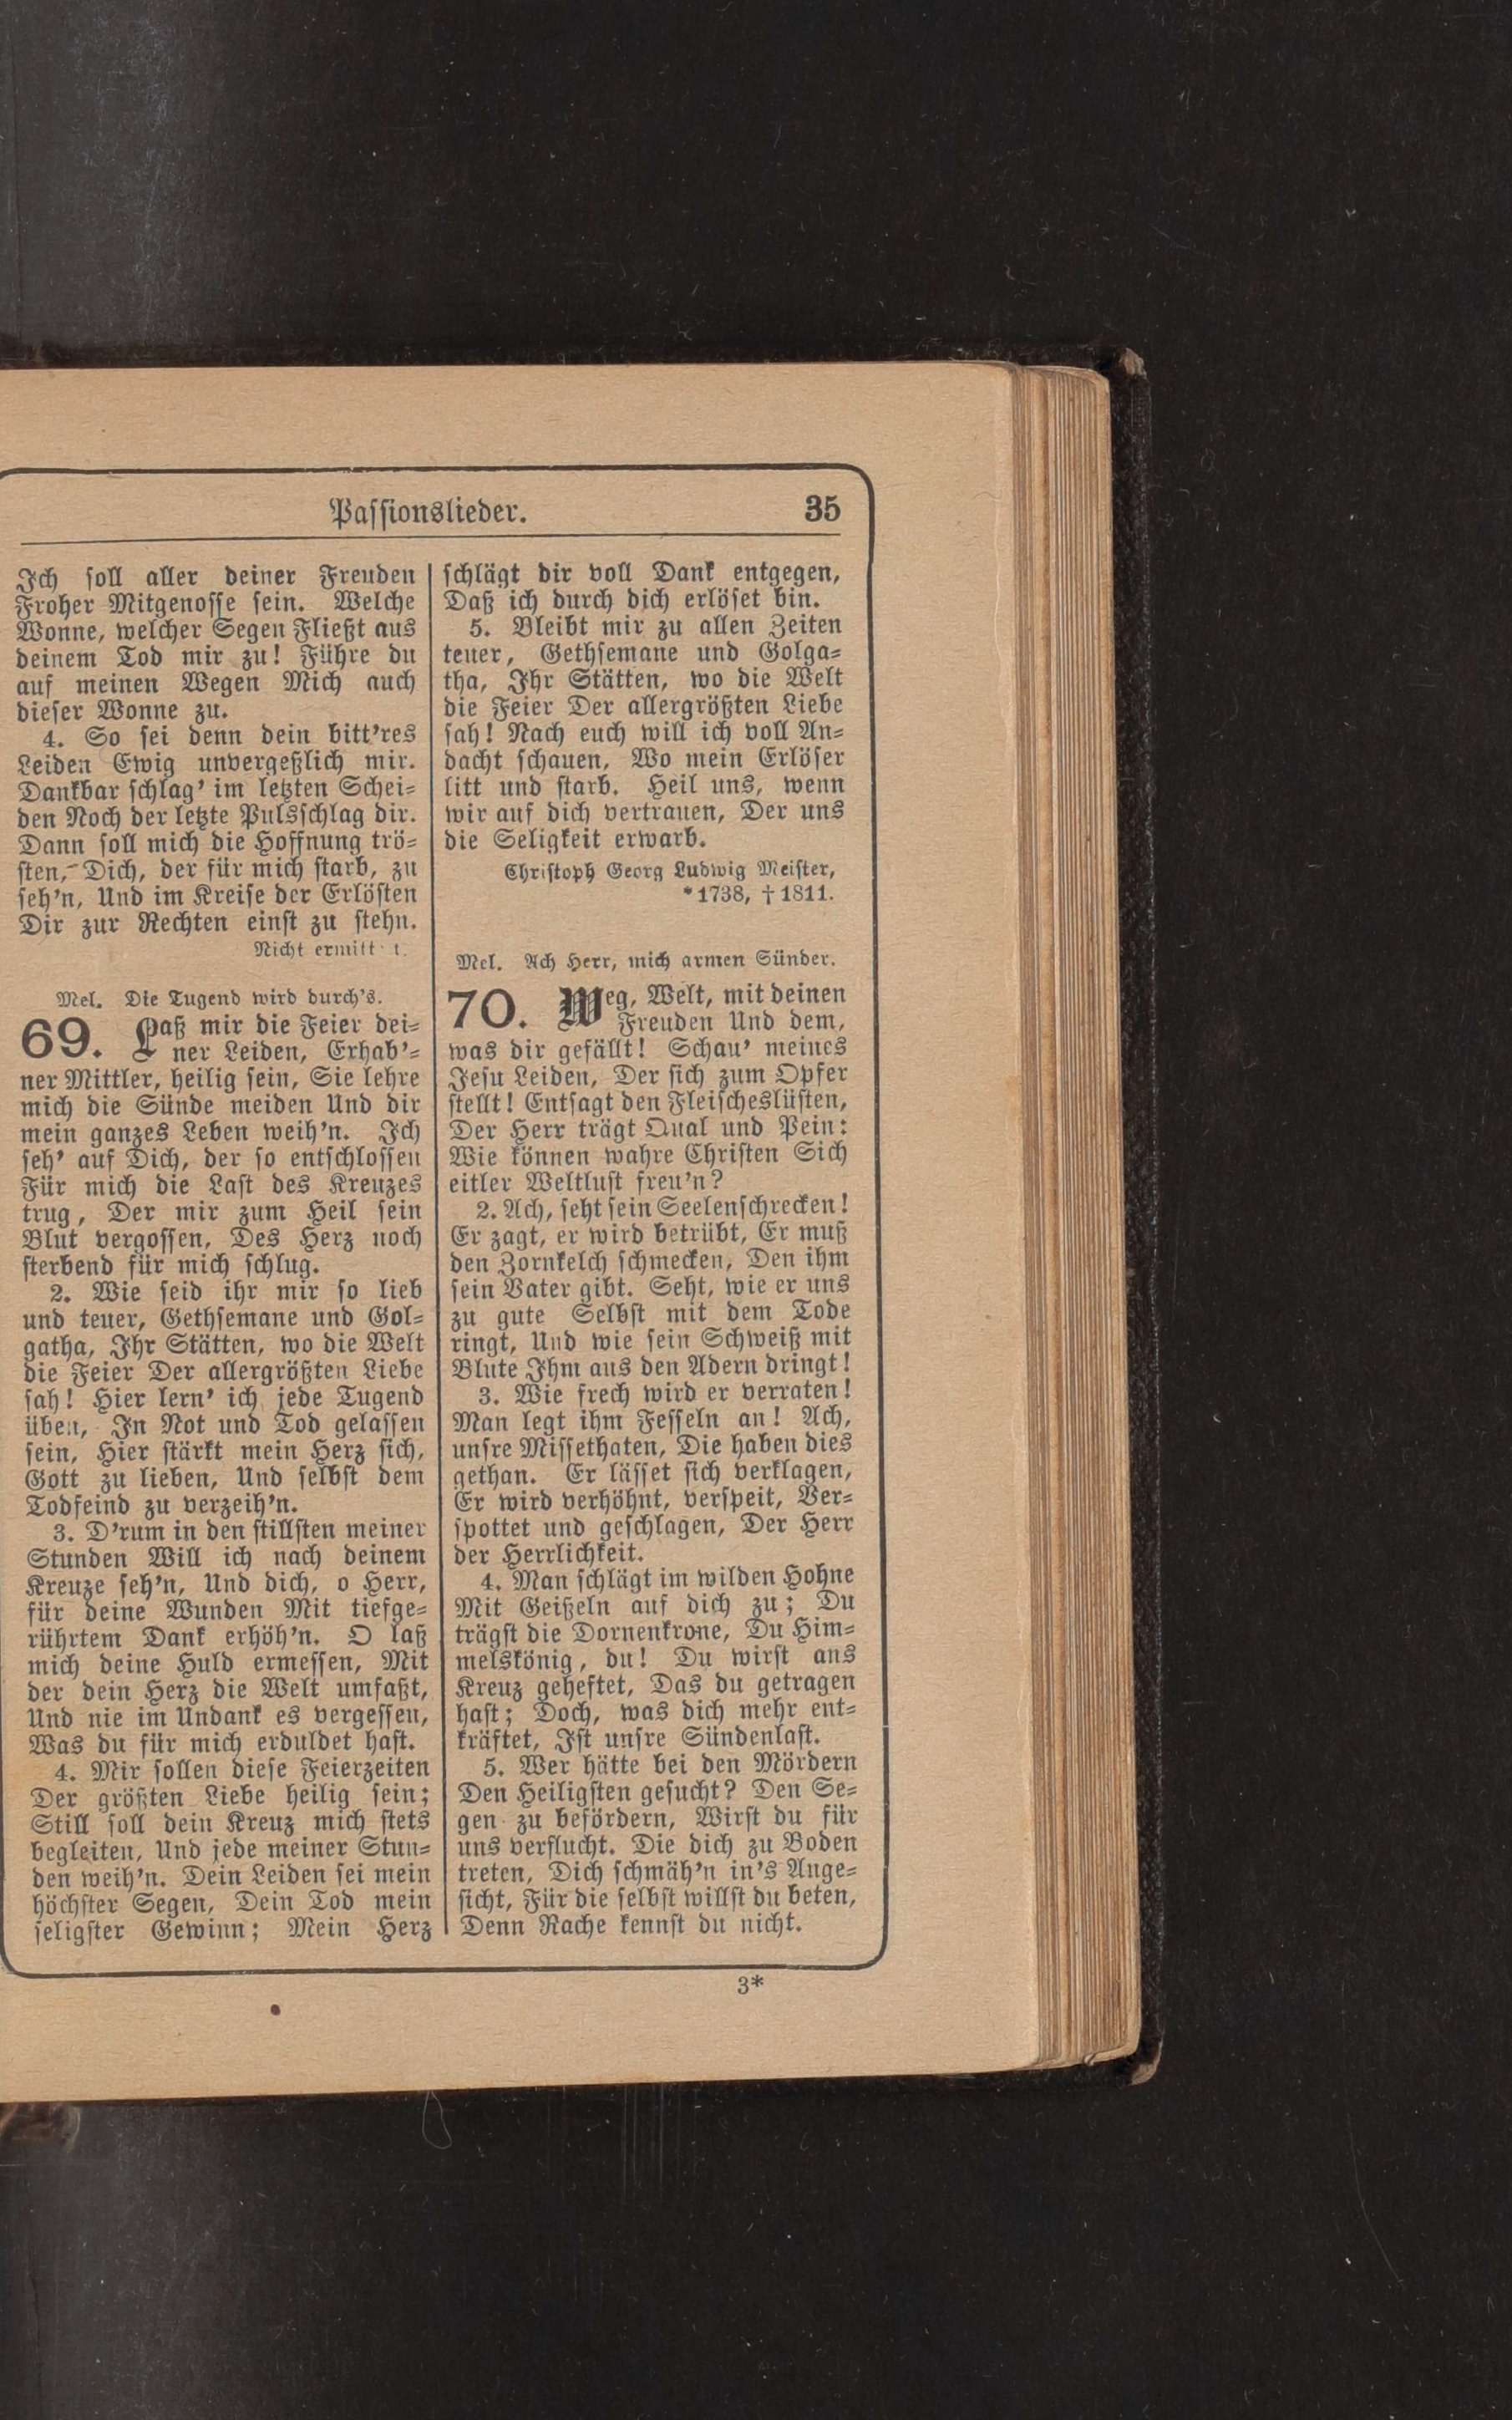 Passionslieder. 35
Ich soll aller deiner Freuden
Froher Mitgenosse sein. Welche
Wonne, welcher Segen Fließt aus
deinem Tod mir zu! Führe du
auf meinen Wegen Mich auch
dieser Wonne zu.
4. So sei denn dein bitt'res
Leiden Ewig unvergeßlich mir.
Dankbar schlag' im letzten Schei=
den Noch der letzte Pulsschlag dir.
Dann soll mich die Hoffnung trö=
sten, Dich, der für mich starb, zu
seh'n, Und im Kreise der Erlösten
Dir zur Rechten einst zu stehn.
Nicht
Mel. Die Tugend wird durch's.
69. Laß mir die Feier dei=
ner Leiden, Erhab'=
ner Mittler, heilig sein, Sie lehre
mich die Sünde meiden Und dir
mein ganzes Leben weih'n. Ich
seh' auf Dich, der so entschlossen
Für mich die Last des Kreuzes
trug, Der mir zum Heil sein
Blut vergossen, Des Herz noch
sterbend für mich schlug.
2. Wie seid ihr mir so lieb
und teuer, Gethsemane und Gol=
gatha, Ihr Stätten, wo die Welt
die Feier Der allergrößten Liebe
sah! Hier lern' ich jede Tugend
üben, In Not und Tod gelassen
sein, Hier stärkt mein Herz sich,
Gott zu lieben, Und selbst dem
Todfeind zu verzeih'n.
3. D'rum in den stillsten meiner
Stunden Will ich nach deinem
Kreuze seh'n, Und dich, o Herr,
für deine Wunden Mit tiefge=
rührtem Dank erhöh'n. O laß
mich deine Huld ermessen, Mit
der dein Herz die Welt umfaßt,
Und nie im Undank es vergessen,
Was du für mich erduldet hast.
4. Mir sollen diese Feierzeiten
Der größten Liebe heilig sein;
Still soll dein Kreuz mich stets
begleiten, Und jede meiner Stun=
den weih'n. Dein Leiden sei mein
höchster Segen, Dein Tod mein
seligster Gewinn; Mein Herz
schlägt dir voll Dank entgegen,
Daß ich durch dich erlöset bin.
5. Bleibt mir zu allen Zeiten
teuer, Gethsemane und Golga=
tha, Ihr Stätten, wo die Welt
die Feier Der allergrößten Liebe
sah! Nach euch will ich voll An=
dacht schauen, Wo mein Erlöser
litt und starb. Heil uns, wenn
wir auf dich vertrauen, Der uns
die Seligkeit erwarb.
Christoph Georg Ludwig Meister,
*1738, †1811.
Mel. Ach Herr, mich armen Sünder.
70. Weg, Welt, mit deinen
Freuden Und dem,
was dir gefällt! Schau' meines
Jesu Leiden, Der sich zum Opfer
stellt! Entsagt den Fleischeslüsten,
Der Herr trägt Qual und Pein:
Wie können wahre Christen Sich
eitler Weltlust freu'n?
2. Ach, seht sein Seelenschrecken!
Er zagt, er wird betrübt, Er muß
den Zornkelch schmecken, Den ihm
sein Vater gibt. Seht, wie er uns
zu gute Selbst mit dem Tode
ringt, Und wie sein Schweiß mit
Blute Ihm aus den Adern dringt!
3. Wie frech wird er verraten!
Man legt ihm Fesseln an! Ach,
unsre Missethaten, Die haben dies
gethan. Er lässet sich verklagen,
Er wird verhöhnt, verspeit, Ver=
spottet und geschlagen, Der Herr
der Herrlichkeit.
4. Man schlägt im wilden Hohne
Mit Geißeln auf dich zu; Du
trägst die Dornenkrone, Du Him=
melskönig, du! Du wirst ans
Kreuz geheftet, Das du getragen
hast; Doch, was dich mehr ent=
kräftet, Ist unsre Sündenlast.
5. Wer hätte bei den Mördern
Den Heiligsten gesucht? Den Se=
gen zu befördern, Wirst du für
uns verflucht. Die dich zu Boden
treten, Dich schmäh'n in's Ange=
sicht, Für die selbst willst du beten,
Denn Rache kennst du nicht.
3*